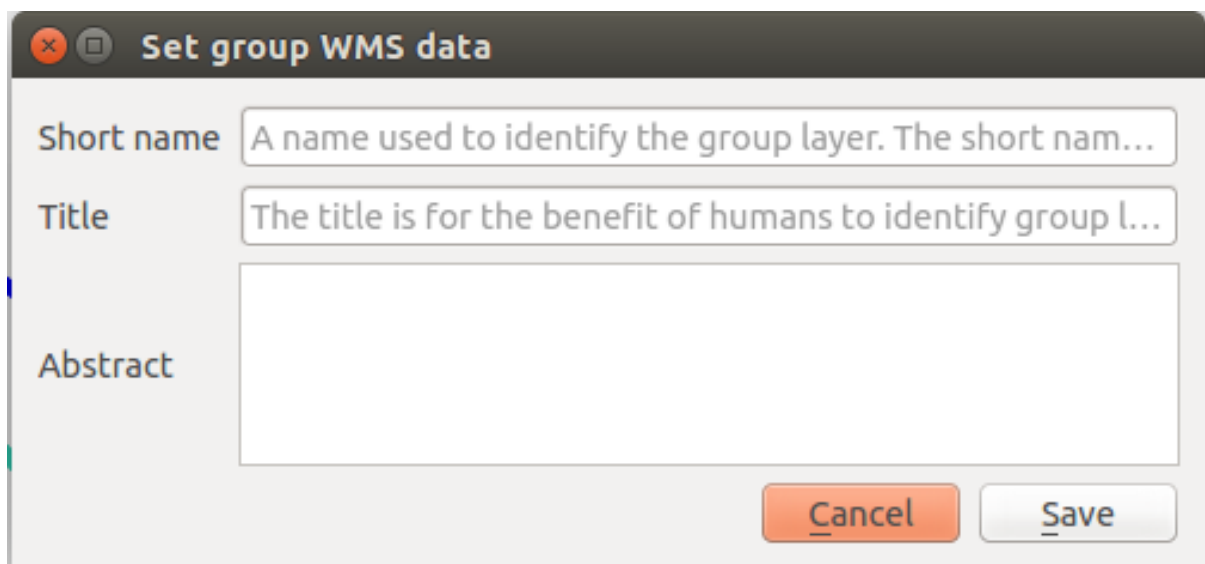 Set group WMS data
Short name A name used to identify the group layer. The short nam…
Title The title is for the benefit of humans to identify group l…
Abstract
Cancel Save